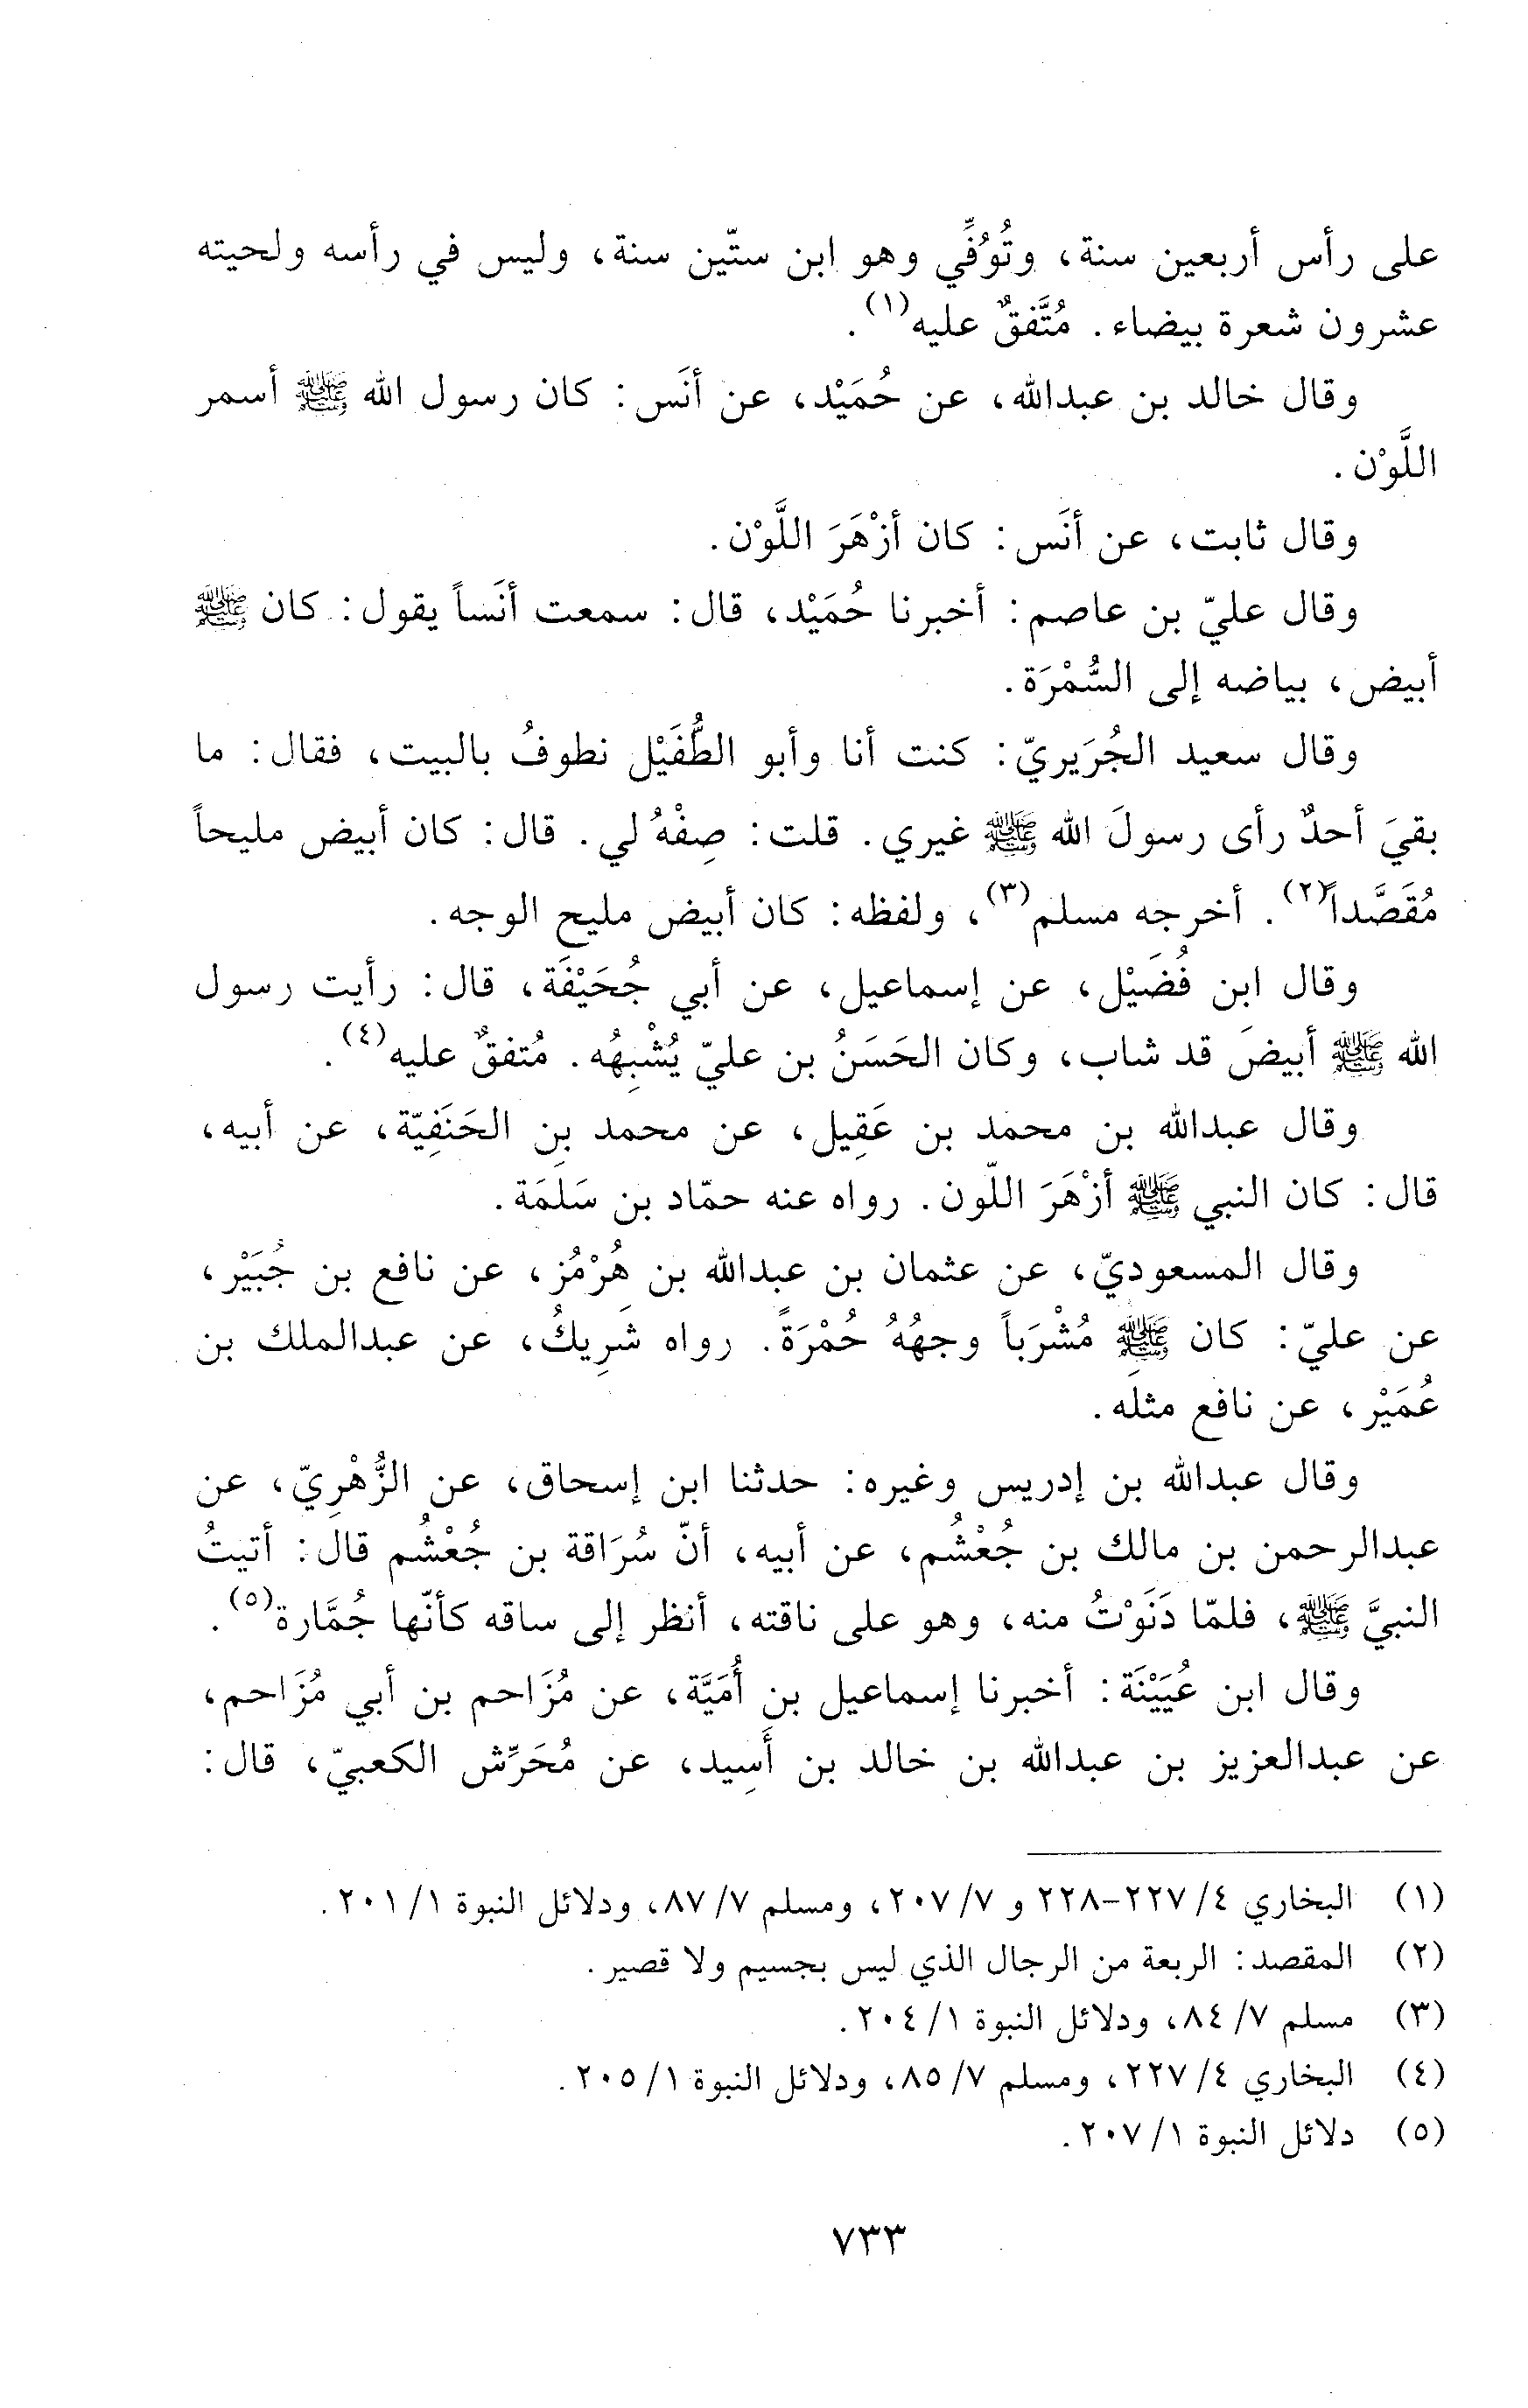 على رأس أربعين سنة، وتُوُفِّي وهو ابن ستّين سنة، وليس في رأسه ولحيته
عشرون شعرة بيضاء. مُتَّفقٌ عليه(١).
وقال خالد بن عبدالله، عن حُمَيْد، عن أنَس: كان رسول الله ﷺ أسمر
اللَّوْن.
وقال ثابت، عن أنَس: كان أزْهَرَ اللَّوْن.
وقال عليّ بن عاصم: أخبرنا حُمَيْد، قال: سمعت أنَساً يقول: كان ﷺ
أبيض، بياضه إلى السُّمْرَة.
وقال سعيد الجُرَيريّ: كنت أنا وأبو الطُّفَيْل نطوفُ بالبيت، فقال: ما
بقيَ أحدٌ رأى رسولَ الله ﷺ غيري. قلت: صِفْهُ لي. قال: كان أبيض مليحاً
مُقَصَّداً(٢). أخرجه مسلم(٣)، ولفظه: كان أبيض مليح الوجه.
وقال ابن فُضَيْل، عن إسماعيل، عن أبي جُحَيْفَة، قال: رأيت رسول
الله ﷺ أبيضَ قد شاب، وكان الحَسَنُ بن عليّ يُشْبِهُه. مُتفقٌ عليه(٤).
وقال عبدالله بن محمد بن عَقِيل، عن محمد بن الحَنَفِيّة، عن أبيه،
قال: كان النبي ﷺ أزْهَرَ اللّون. رواه عنه حمّاد بن سَلَمَة.
وقال المسعوديّ، عن عثمان بن عبدالله بن هُرْمُز، عن نافع بن جُبَيْر،
عن عليّ: كان ﷺ مُشْرَباً وجهُهُ حُمْرَةً. رواه شَرِيكُ، عن عبدالملك بن
عُمَيْر، عن نافع مثلَه.
وقال عبدالله بن إدريس وغيره: حدثنا ابن إسحاق، عن الزُّهْرِيّ، عن
عبدالرحمن بن مالك بن جُعْشُم، عن أبيه، أنّ سُرَاقة بن جُعْشُم قال: أتيتُ
النبيَّ ﷺ، فلمّا دَنَوْتُ منه، وهو على ناقته، أنظر إلى ساقه كأنّها جُمَّارة(٥).
وقال ابن عُيَيْنَة: أخبرنا إسماعيل بن أُمَيَّة، عن مُزَاحم بن أبي مُزَاحم،
عن عبدالعزيز بن عبدالله بن خالد بن أَسِيد، عن مُحَرِّش الكعبيّ، قال:
(١) البخاري ٤/ ٢٢٧-٢٢٨ و ٧/ ٢٠٧، ومسلم ٧/ ٨٧، ودلائل النبوة ١/ ٢٠١.
(٢) المقصد: الربعة من الرجال الذي ليس بجسيم ولا قصير.
(٣) مسلم ٧/ ٨٤، ودلائل النبوة ١/ ٢٠٤.
(٤) البخاري ٤/ ٢٢٧، ومسلم ٧/ ٨٥، ودلائل النبوة ١/ ٢٠٥.
(٥) دلائل النبوة ١/ ٢٠٧.
٧٣٣